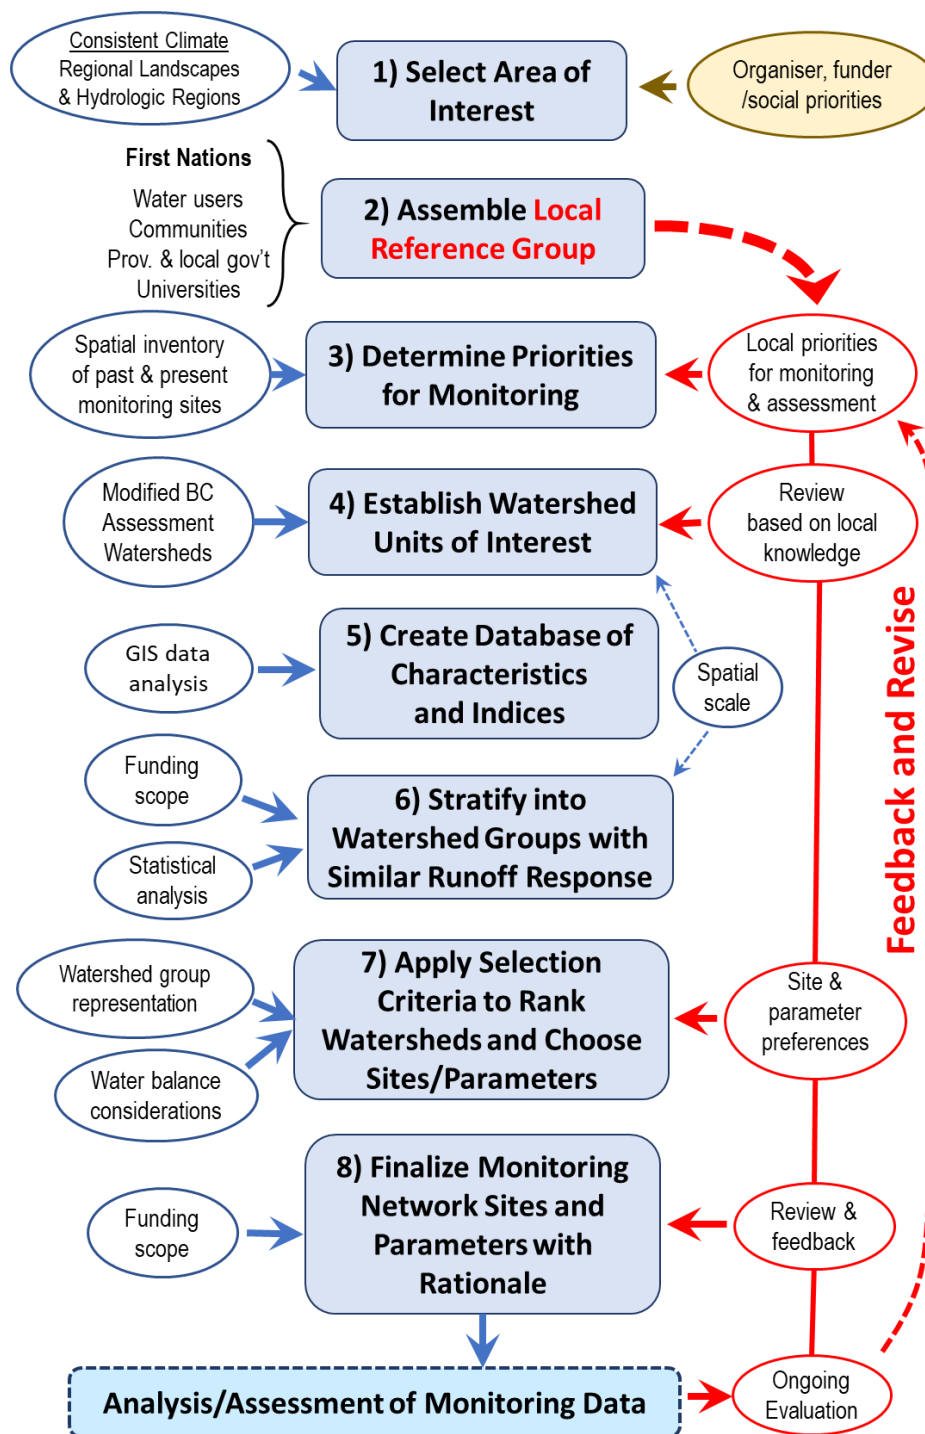 Consistent Climate
Regional Landscapes
& Hydrologic Regions
1) Select Area of
Interest
Organiser, funder
/social priorities
First Nations
Water users
Communities
Prov. & local gov't
Universities
2) Assemble Local
Reference Group
Spatial inventory
of past & present
monitoring sites
3) Determine Priorities
for Monitoring
Local priorities
for monitoring
& assessment
Modified BC
Assessment
Watersheds
4) Establish Watershed
Units of Interest
Review
based on local
knowledge
GIS data
analysis
5) Create Database of
Characteristics
and Indices
Spatial
scale
Funding
scope
Statistical
analysis
6) Stratify into
Watershed Groups with
Similar Runoff Response
Feedback and Revise
Watershed group
representation
Water balance
considerations
7) Apply Selection
Criteria to Rank
Watersheds and Choose
Sites/Parameters
Site &
parameter
preferences
Funding
scope
8) Finalize Monitoring
Network Sites and
Parameters with
Rationale
Review &
feedback
Analysis/Assessment of Monitoring Data
Ongoing
Evaluation